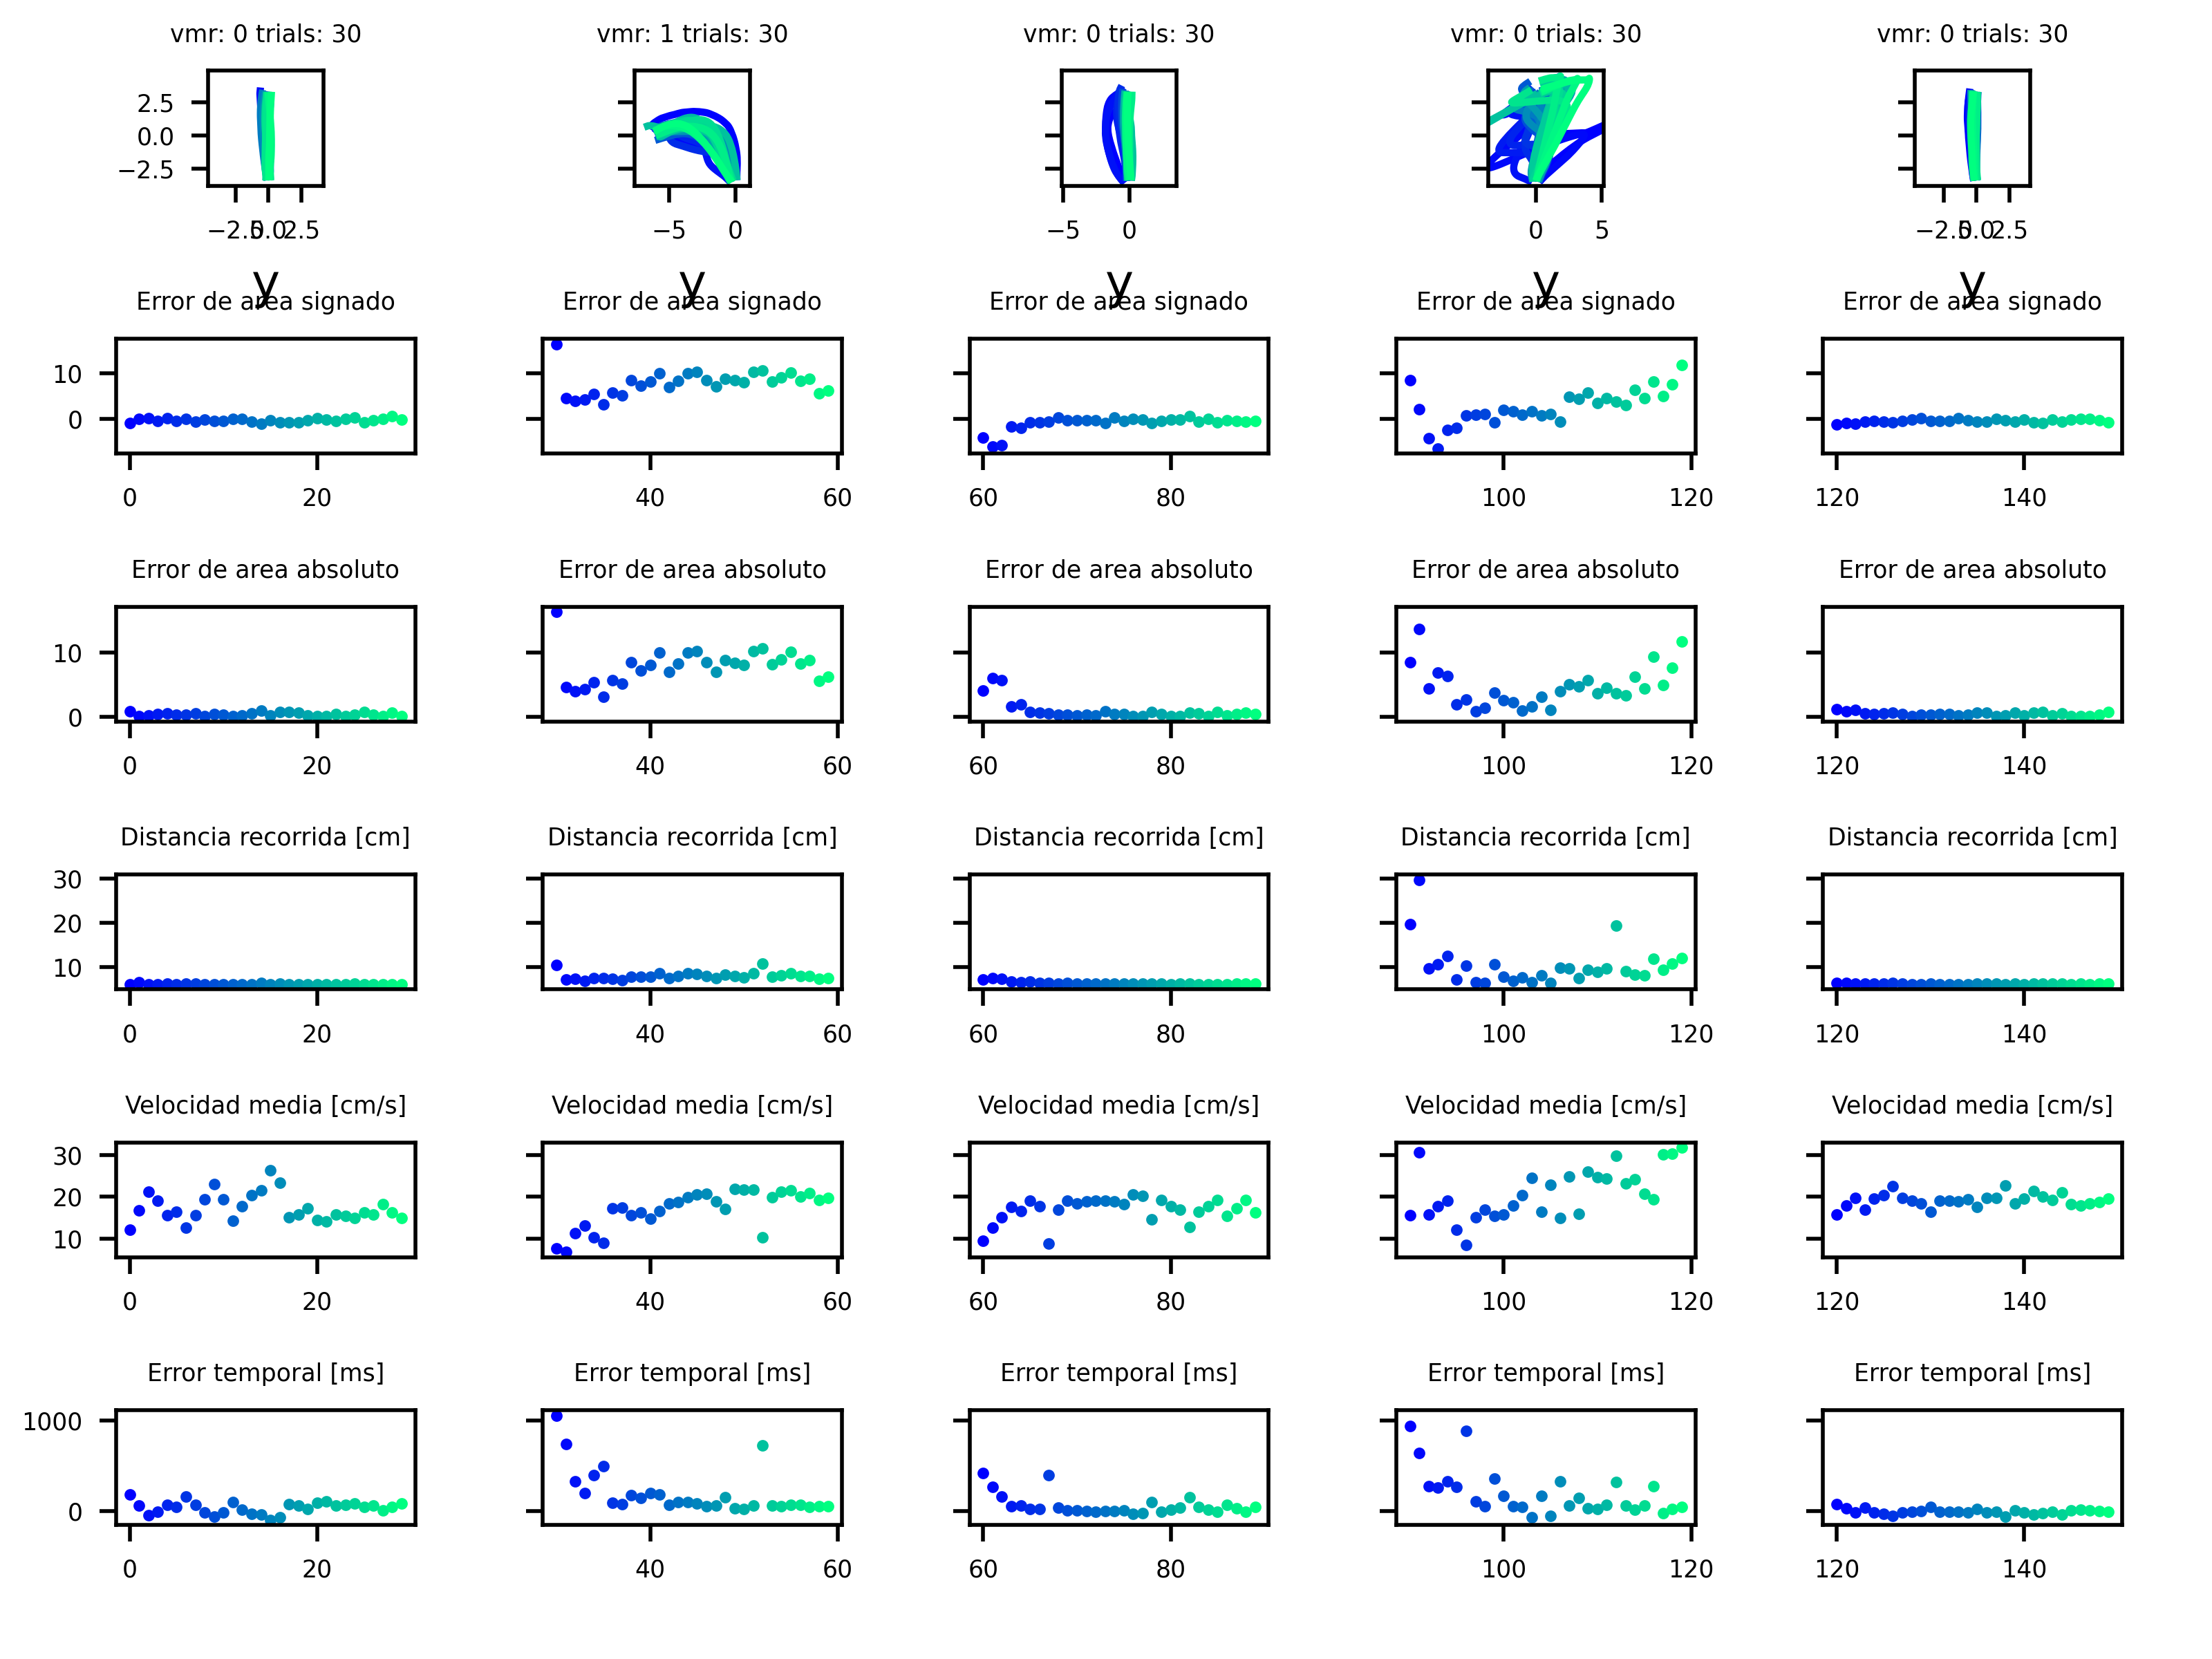 vmr: 0 trials: 30 vmr: 1 trials: 30 vmr: 0 trials: 30 vmr: 0 trials: 30 vmr: 0 trials: 30
2.5
0.0
−2.5
−2.5 0.0 2.5 −5 0 −5 0 0 5 −2.5 0.0 2.5
y y y y y
Error de area signado Error de area signado Error de area signado Error de area signado Error de area signado
10
0
0 20 40 60 60 80 100 120 120 140
Error de area absoluto Error de area absoluto Error de area absoluto Error de area absoluto Error de area absoluto
10
0
0 20 40 60 60 80 100 120 120 140
Distancia recorrida [cm] Distancia recorrida [cm] Distancia recorrida [cm] Distancia recorrida [cm] Distancia recorrida [cm]
30
20
10
0 20 40 60 60 80 100 120 120 140
Velocidad media [cm/s] Velocidad media [cm/s] Velocidad media [cm/s] Velocidad media [cm/s] Velocidad media [cm/s]
30
20
10
0 20 40 60 60 80 100 120 120 140
Error temporal [ms] Error temporal [ms] Error temporal [ms] Error temporal [ms] Error temporal [ms]
1000
0
0 20 40 60 60 80 100 120 120 140